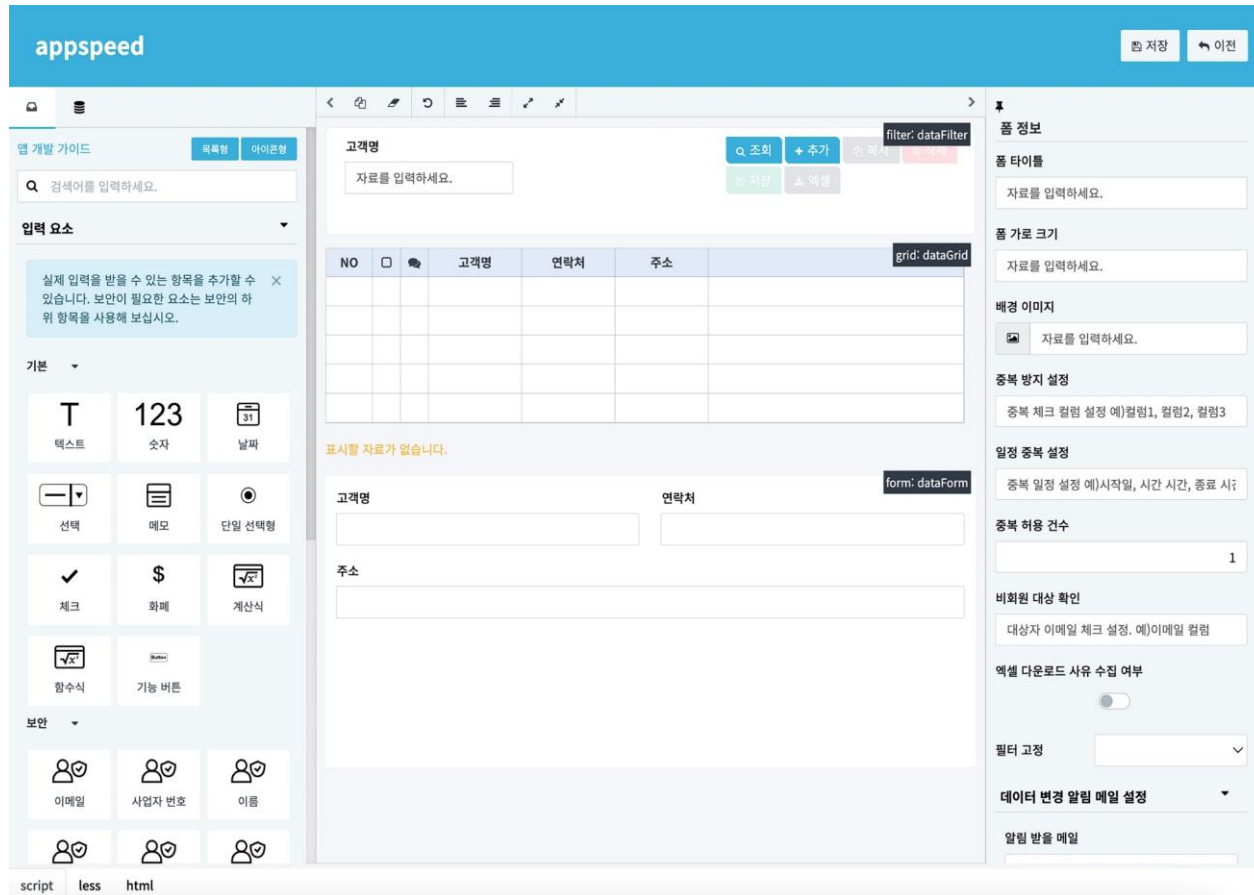 appspeed
저장
이전
앱 개발 가이드
목록형
아이콘형
검색어를 입력하세요.
입력 요소
실제 입력을 받을 수 있는 항목을 추가할 수
있습니다. 보안이 필요한 요소는 보안의 하
위 항목을 사용해 보십시오.
기본
T
123
31
텍스트
숫자
날짜
선택
메모
단일 선택형
$
체크
화폐
계산식
Button
함수식
기능 버튼
보안
이메일
사업자 번호
이름
script
less
html
filter: dataFilter
고객명
자료를 입력하세요.
조회
+ 추가
복사
삭제
저장
엑셀
grid: dataGrid
NO
고객명
연락처
주소
표시할 자료가 없습니다.
form: dataForm
고객명
연락처
주소
폼 정보
폼 타이틀
자료를 입력하세요.
폼 가로 크기
자료를 입력하세요.
배경 이미지
자료를 입력하세요.
중복 방지 설정
중복 체크 컬럼 설정 예)컬럼1, 컬럼2, 컬럼3
일정 중복 설정
중복 일정 설정 예)시작일, 시간 시간, 종료 시간
중복 허용 건수
1
비회원 대상 확인
대상자 이메일 체크 설정. 예)이메일 컬럼
엑셀 다운로드 사유 수집 여부
필터 고정
데이터 변경 알림 메일 설정
알림 받을 메일